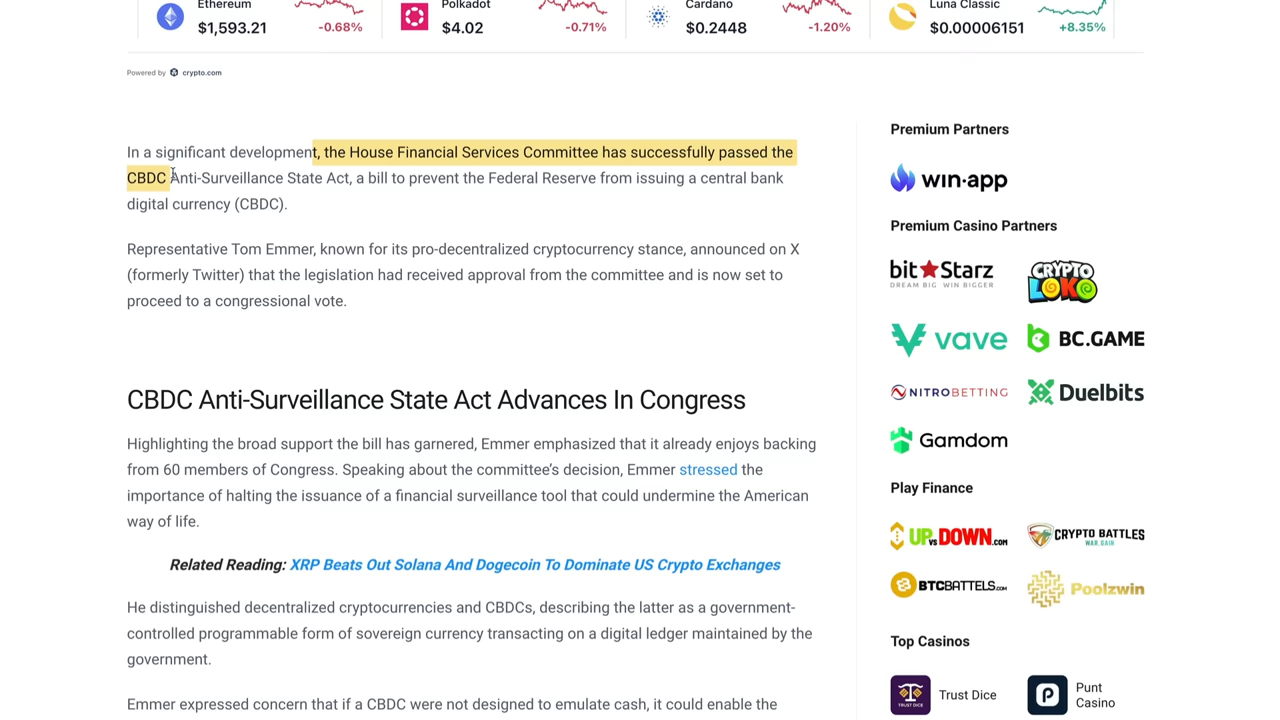 Ethereum
$1,593.21 -0.68%
Polkadot
$4.02 -0.71%
Cardano
$0.2448 -1.20%
Luna Classic
$0.00006151 +8.35%
Powered by crypto.com
In a significant development, the House Financial Services Committee has successfully passed the
CBDC Anti-Surveillance State Act, a bill to prevent the Federal Reserve from issuing a central bank
digital currency (CBDC).
Representative Tom Emmer, known for its pro-decentralized cryptocurrency stance, announced on X
(formerly Twitter) that the legislation had received approval from the committee and is now set to
proceed to a congressional vote.
CBDC Anti-Surveillance State Act Advances In Congress
Highlighting the broad support the bill has garnered, Emmer emphasized that it already enjoys backing
from 60 members of Congress. Speaking about the committee's decision, Emmer stressed the
importance of halting the issuance of a financial surveillance tool that could undermine the American
way of life.
Related Reading: XRP Beats Out Solana And Dogecoin To Dominate US Crypto Exchanges
He distinguished decentralized cryptocurrencies and CBDCs, describing the latter as a government-
controlled programmable form of sovereign currency transacting on a digital ledger maintained by the
government.
Emmer expressed concern that if a CBDC were not designed to emulate cash, it could enable the
Premium Partners
win·app
Premium Casino Partners
bitStarz
DREAM BIG WIN BIGGER
CRYPTO
LOKO
vave
BC.GAME
NITROBETTING
Duelbits
Gamdom
Play Finance
UPvsDOWN.com
CRYPTO BATTLES
WAR GAIN
BTCBATTELS.COM
Poolzwin
Top Casinos
TRUST DICE
Trust Dice
Punt
Casino